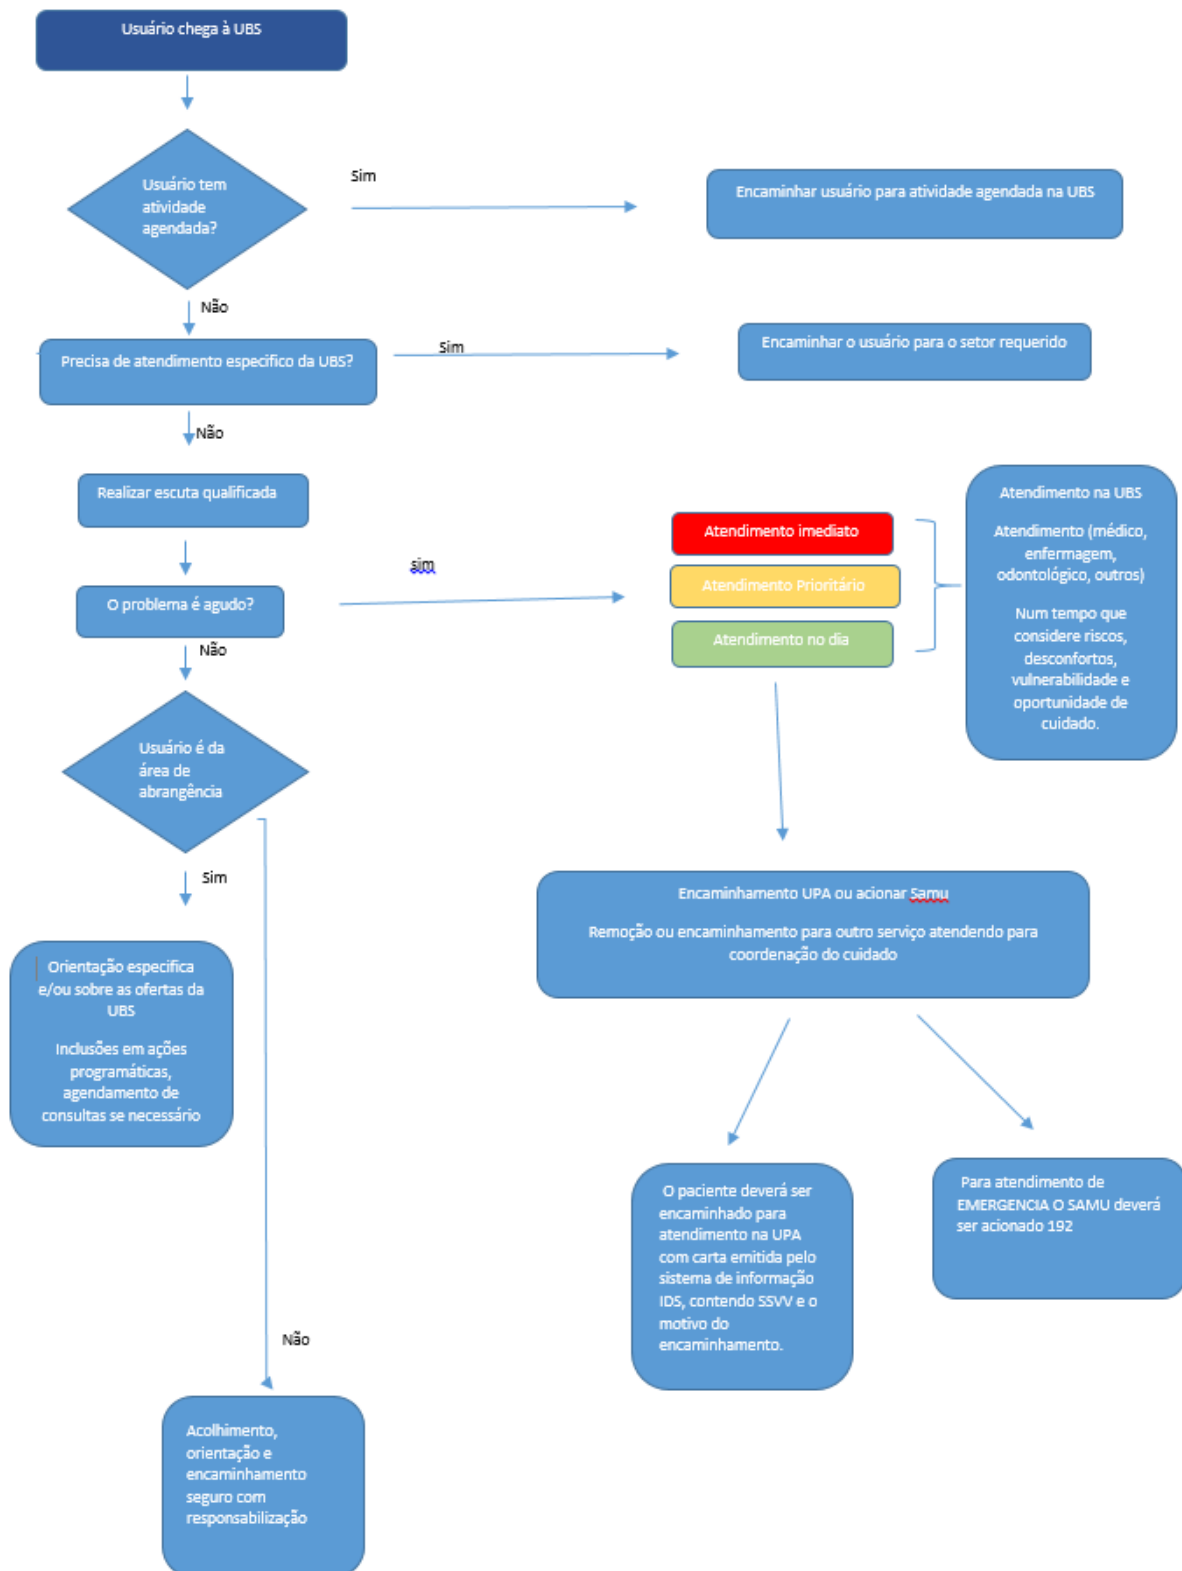 Usuário chega à UBS
Usuário tem
atividade
agendada?
Sim
Encaminhar usuário para atividade agendada na UBS
Não
Precisa de atendimento especifico da UBS?
Sim
Encaminhar o usuário para o setor requerido
Não
Realizar escuta qualificada
O problema é agudo?
sim
Atendimento imediato
Atendimento Prioritário
Atendimento no dia
Atendimento na UBS
Atendimento (médico,
enfermagem,
odontológico, outros)
Num tempo que
considere riscos,
desconfortos,
vulnerabilidade e
oportunidade de
cuidado.
Não
Usuário é da
área de
abrangência
Sim
Orientação especifica
e/ou sobre as ofertas da
UBS
Inclusões em ações
programáticas,
agendamento de
consultas se necessário
Não
Acolhimento,
orientação e
encaminhamento
seguro com
responsabilização
Encaminhamento UPA ou acionar Samu
Remoção ou encaminhamento para outro serviço atendendo para
coordenação do cuidado
O paciente deverá ser
encaminhado para
atendimento na UPA
com carta emitida pelo
sistema de informação
IDS, contendo SSVV e o
motivo do
encaminhamento.
Para atendimento de
EMERGENCIA O SAMU deverá
ser acionado 192